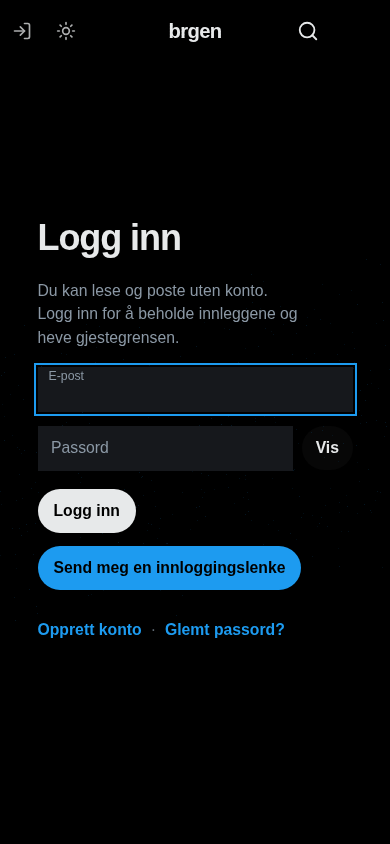 brgen
Logg inn
Du kan lese og poste uten konto.
Logg inn for å beholde innleggene og
heve gjestegrensen.
E-post
Passord
Vis
Logg inn
Send meg en innloggingslenke
Opprett konto · Glemt passord?